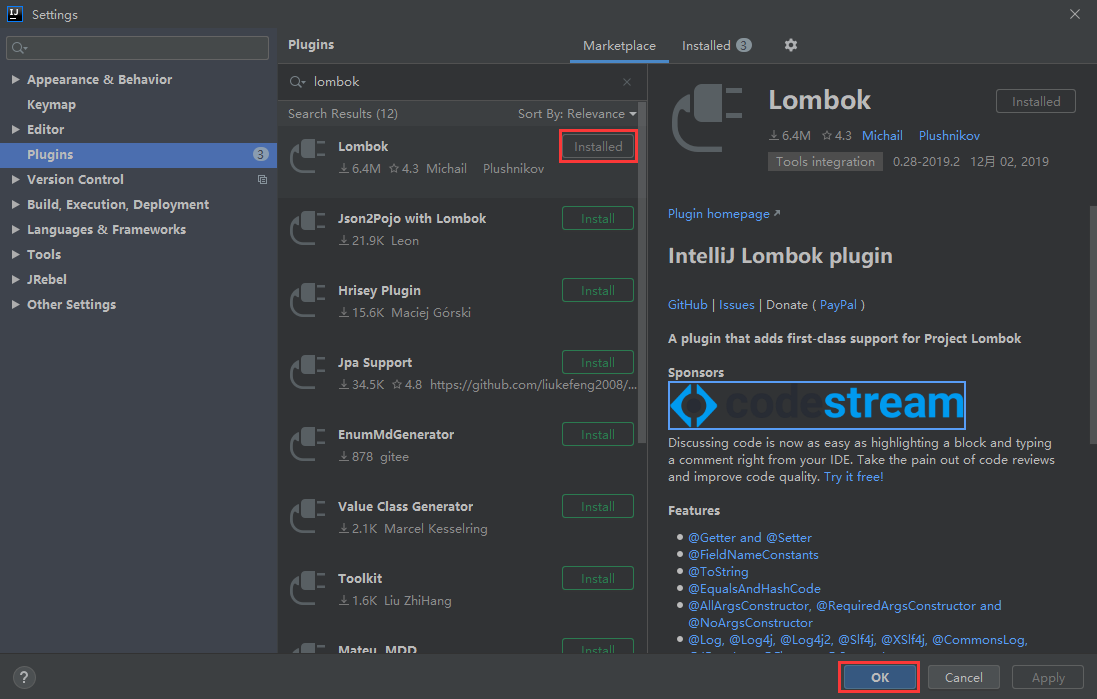 IJ Settings
Appearance & Behavior
Keymap
Editor
Plugins 3
Version Control
Build, Execution, Deployment
Languages & Frameworks
Tools
JRebel
Other Settings
?
Plugins Marketplace Installed 3
lombok
Search Results (12) Sort By: Relevance
Lombok Installed
6.4M 4.3 Michail Plushnikov
Json2Pojo with Lombok Install
21.9K Leon
Hrisey Plugin Install
15.6K Maciej Górski
Jpa Support Install
34.5K 4.8 https://github.com/liukefeng2008/...
EnumMdGenerator Install
878 gitee
Value Class Generator Install
2.1K Marcel Kesselring
Toolkit Install
1.6K Liu ZhiHang
Mateu. MDD Install
Lombok Installed
6.4M 4.3 Michail Plushnikov
Tools integration 0.28-2019.2 12月 02, 2019
Plugin homepage
IntelliJ Lombok plugin
GitHub | Issues | Donate ( PayPal )
A plugin that adds first-class support for Project Lombok
Sponsors
codestream
Discussing code is now as easy as highlighting a block and typing
a comment right from your IDE. Take the pain out of code reviews
and improve code quality. Try it free!
Features
@Getter and @Setter
@FieldNameConstants
@ToString
@EqualsAndHashCode
@AllArgsConstructor, @RequiredArgsConstructor and
@NoArgsConstructor
@Log, @Log4j, @Log4j2, @Slf4j, @XSlf4j, @CommonsLog,
OK Cancel Apply